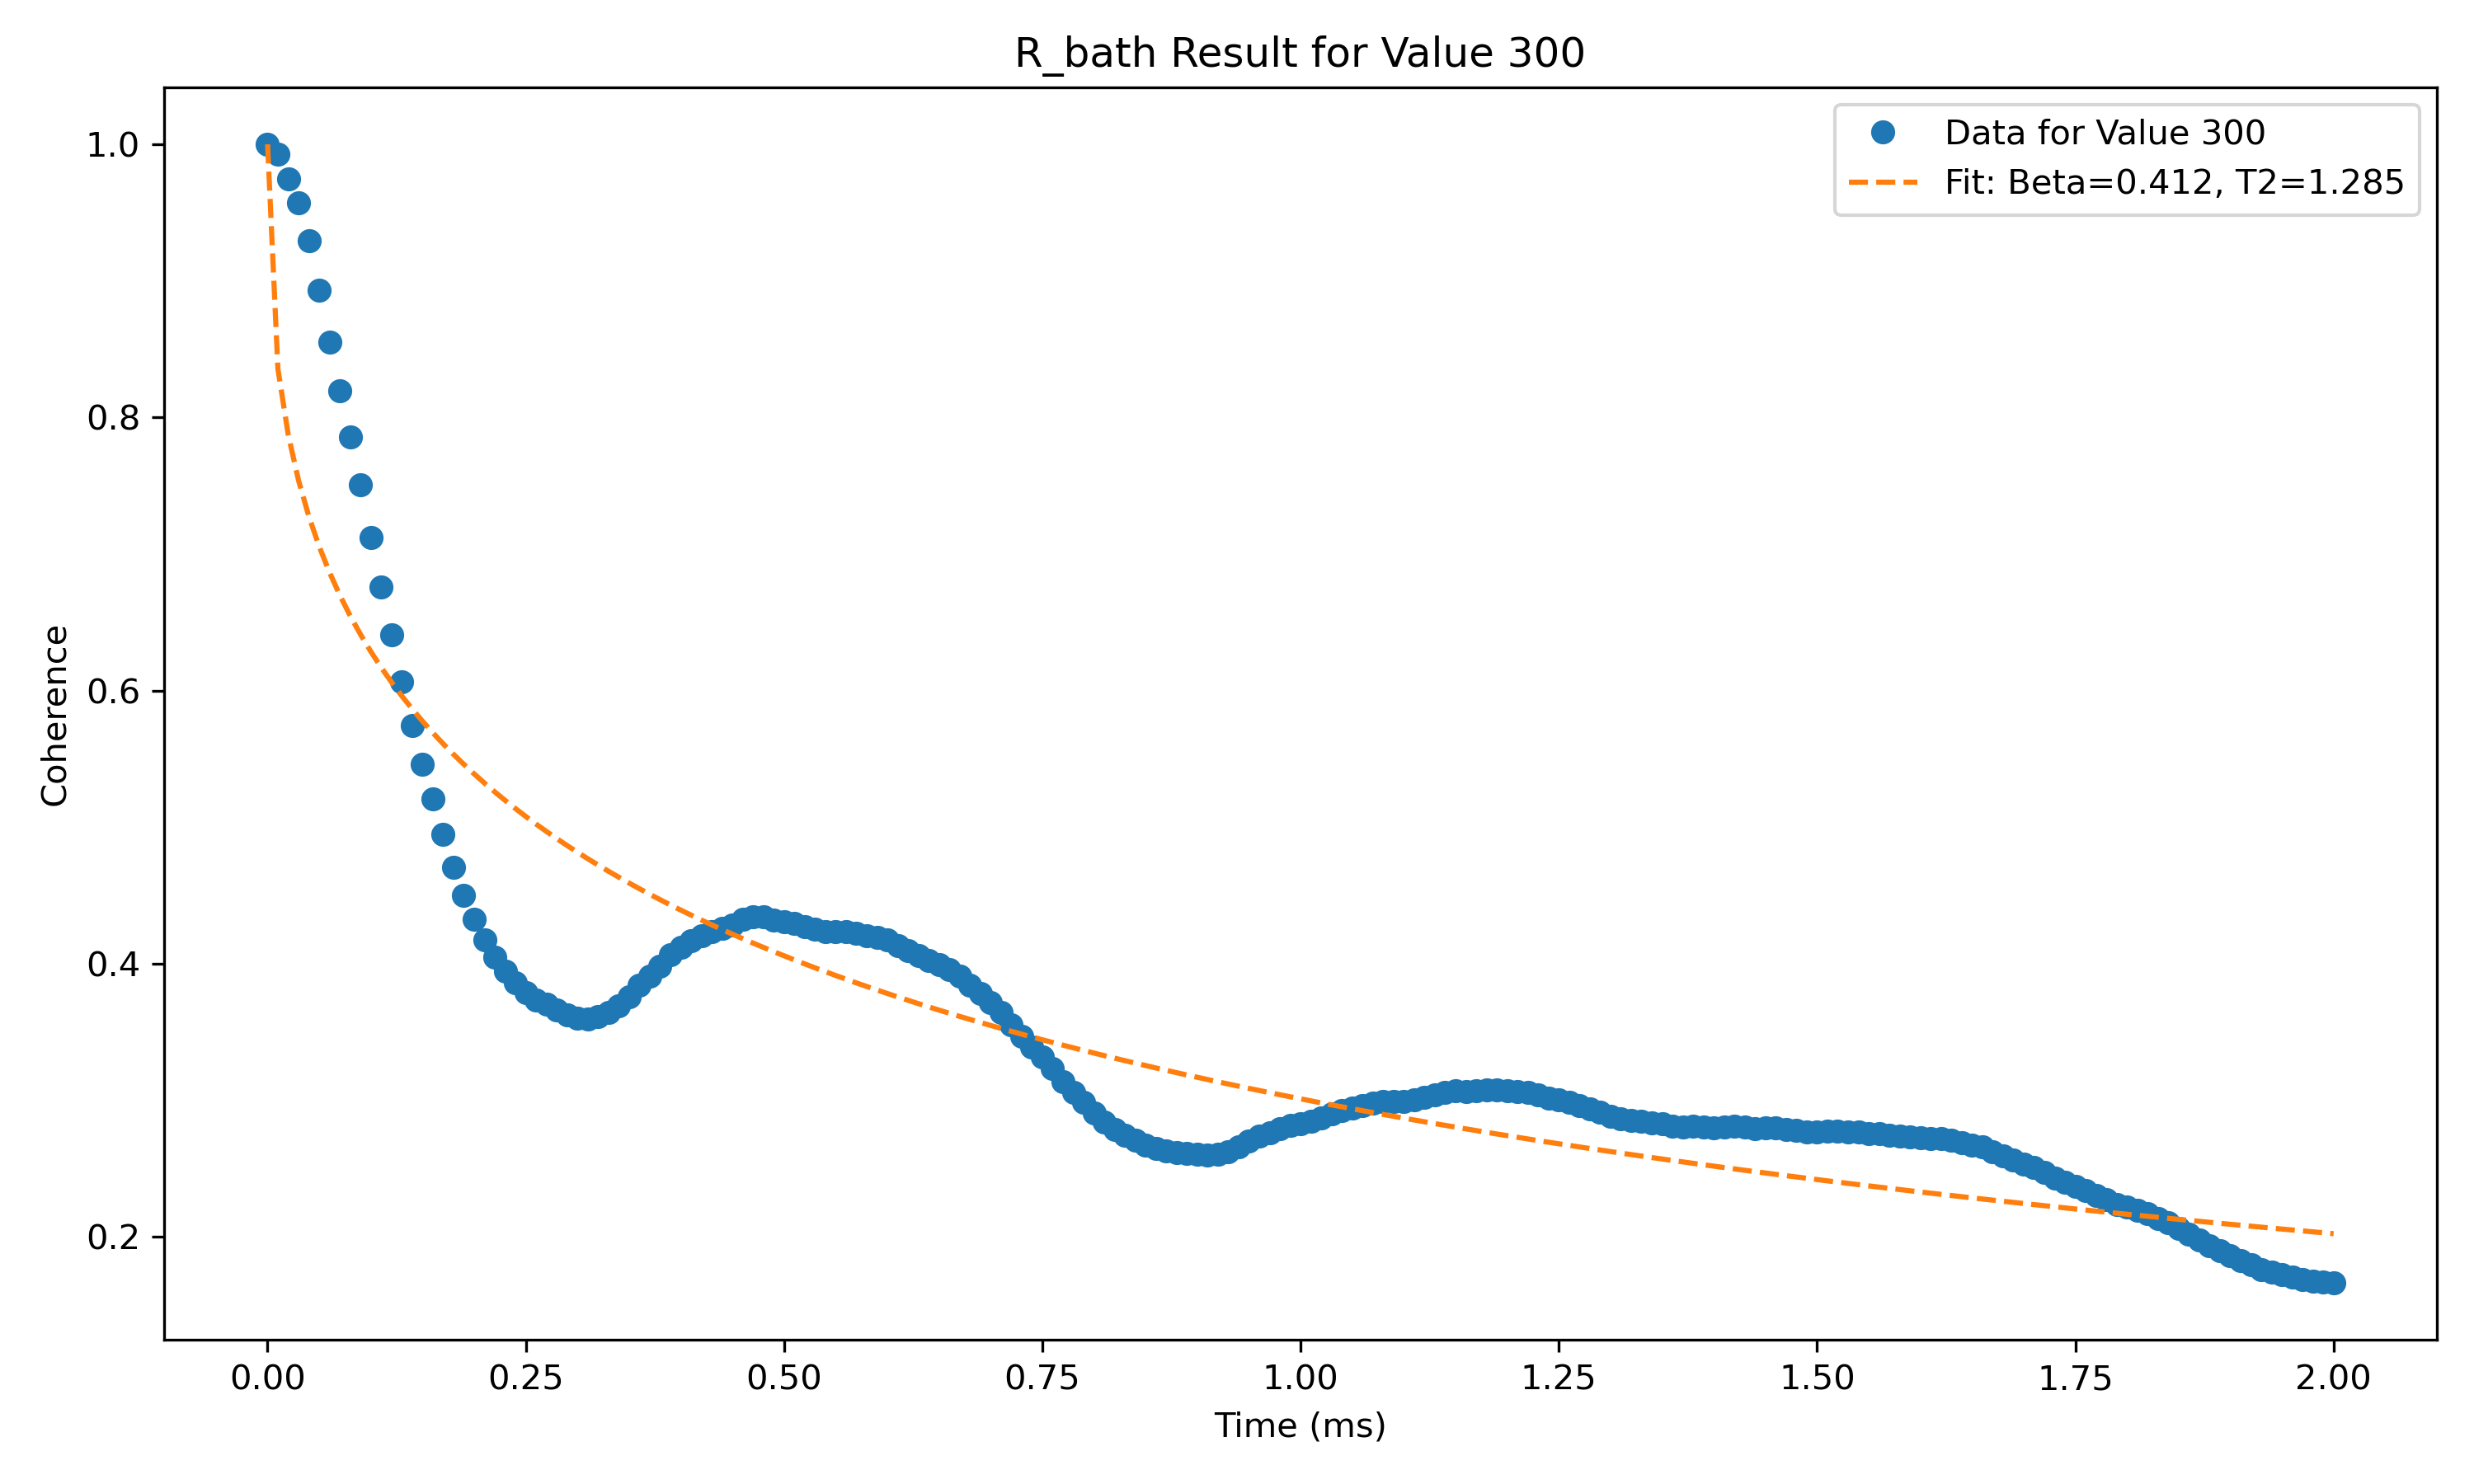 R_bath Result for Value 300
Data for Value 300
Fit: Beta=0.412, T2=1.285
Coherence
1.0
0.8
0.6
0.4
0.2
0.00 0.25 0.50 0.75 1.00 1.25 1.50 1.75 2.00
Time (ms)